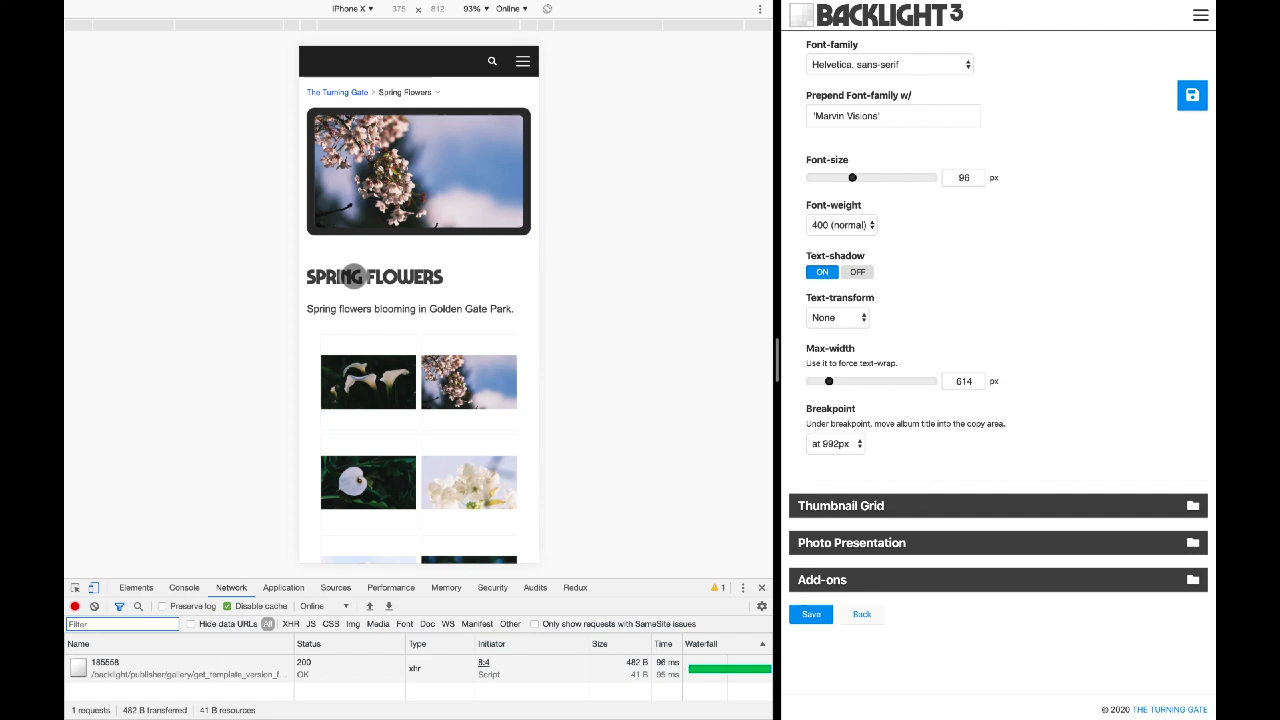 iPhone X ▾ 375 × 812 93% ▾ Online ▾
The Turning Gate > Spring Flowers
SPRING FLOWERS
Spring flowers blooming in Golden Gate Park.
Elements Console Network Application Sources Performance Memory Security Audits Redux 1
Preserve log Disable cache Online
Filter Hide data URLs All XHR JS CSS Img Media Font Doc WS Manifest Other Only show requests with SameSite issues
Name Status Type Initiator Size Time Waterfall
185558 200 xhr 8:4 482 B 96 ms
/backlight/publisher/gallery/get_template_version_f... OK Script 41 B 95 ms
1 requests 482 B transferred 41 B resources
BACKLIGHT 3
Font-family
Helvetica, sans-serif
Prepend Font-family w/
'Marvin Visions'
Font-size
96 px
Font-weight
400 (normal)
Text-shadow
ON OFF
Text-transform
None
Max-width
Use it to force text-wrap.
614 px
Breakpoint
Under breakpoint, move album title into the copy area.
at 992px
Thumbnail Grid
Photo Presentation
Add-ons
Save Back
© 2020 THE TURNING GATE